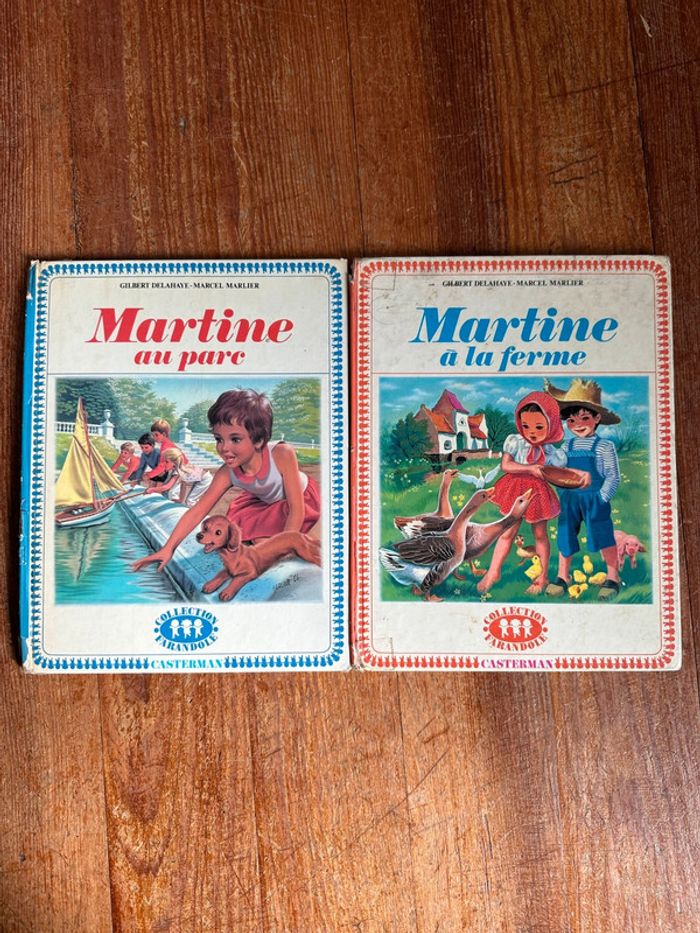 GILBERT DELAHAYE - MARCEL MARLIER
Martine
au parc
COLLECTION
FARANDOLE
CASTERMAN
GILBERT DELAHAYE - MARCEL MARLIER
Martine
à la ferme
COLLECTION
FARANDOLE
CASTERMAN